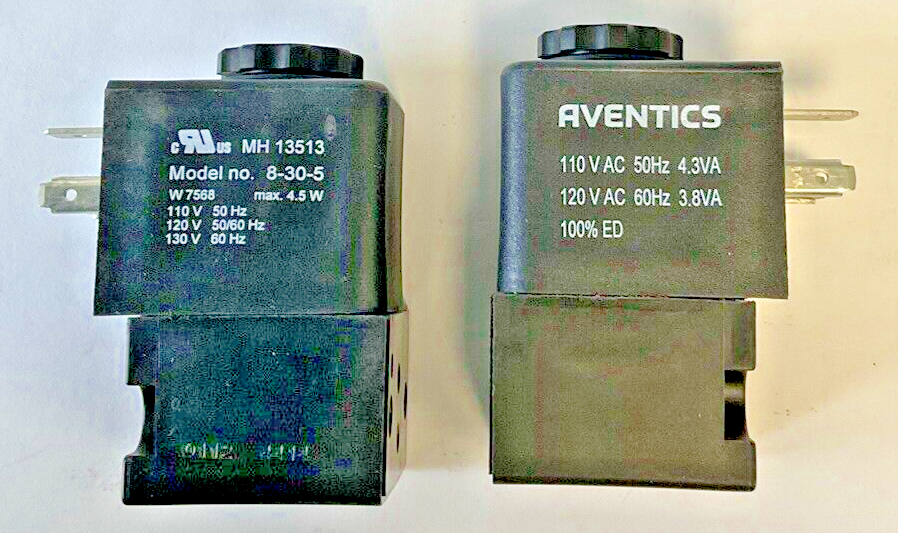 c RU us MH 13513
Model no. 8-30-5
W 7568 max. 4.5 W
110 V 50 Hz
120 V 50/60 Hz
130 V 60 Hz
AVENTICS
110 V AC 50Hz 4.3VA
120 V AC 60Hz 3.8VA
100% ED